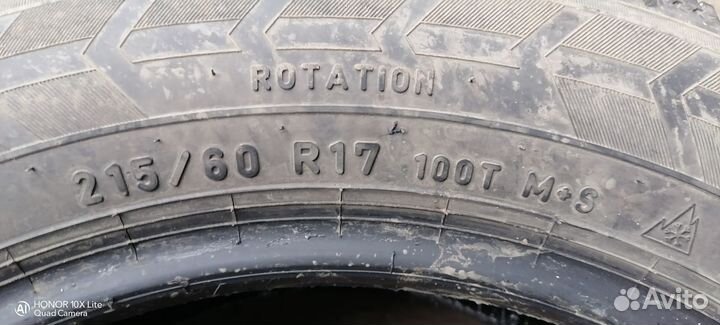 ROTATION
215/60 R17 100T M+S
HONOR 10X Lite
Quad Camera
Avito